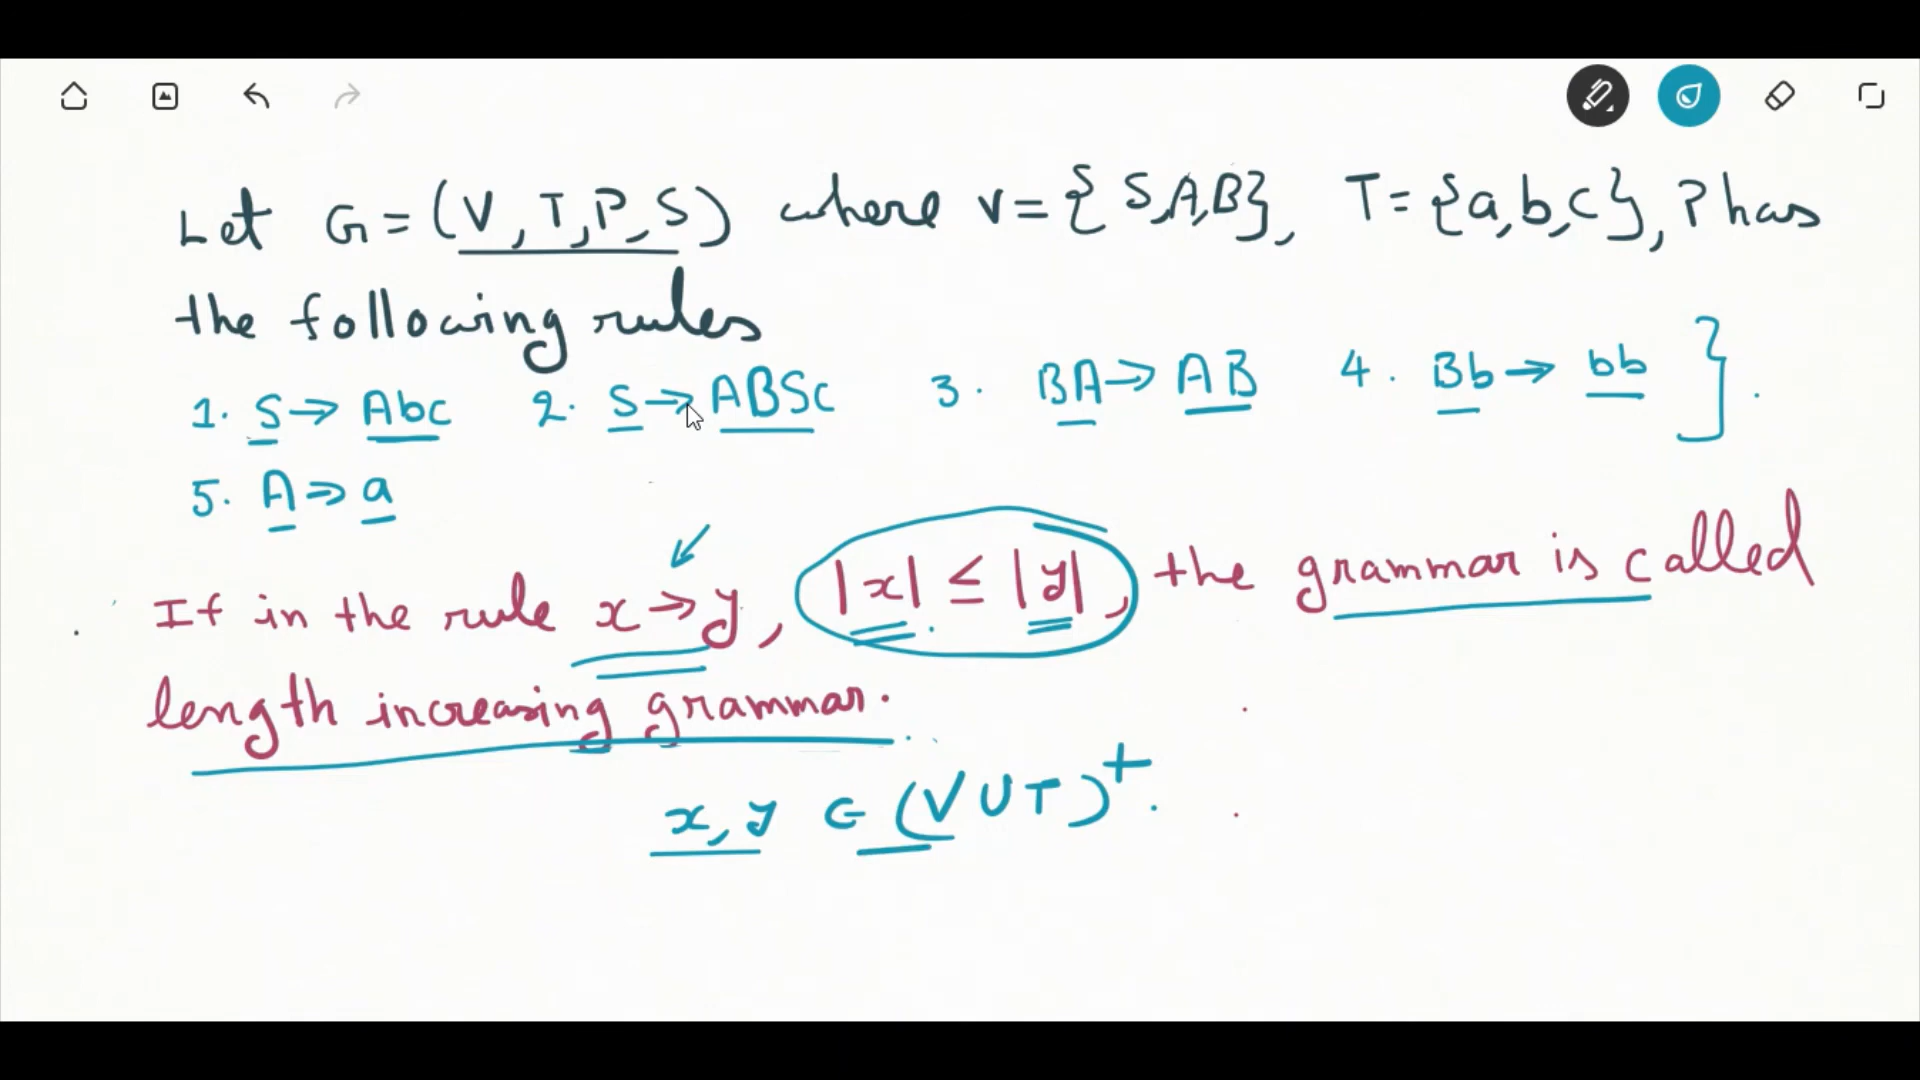 Let G = (V, T, P, S) where V = { S, A, B }, T = { a, b, c }, P has
the following rules
1. S → Abc 2. S → ABSc 3. BA → AB 4. Bb → bb } .
5. A → a
If in the rule x → y, |x| ≤ |y|, the grammar is called
length increasing grammar.
x, y ∈ (V ∪ T)⁺.